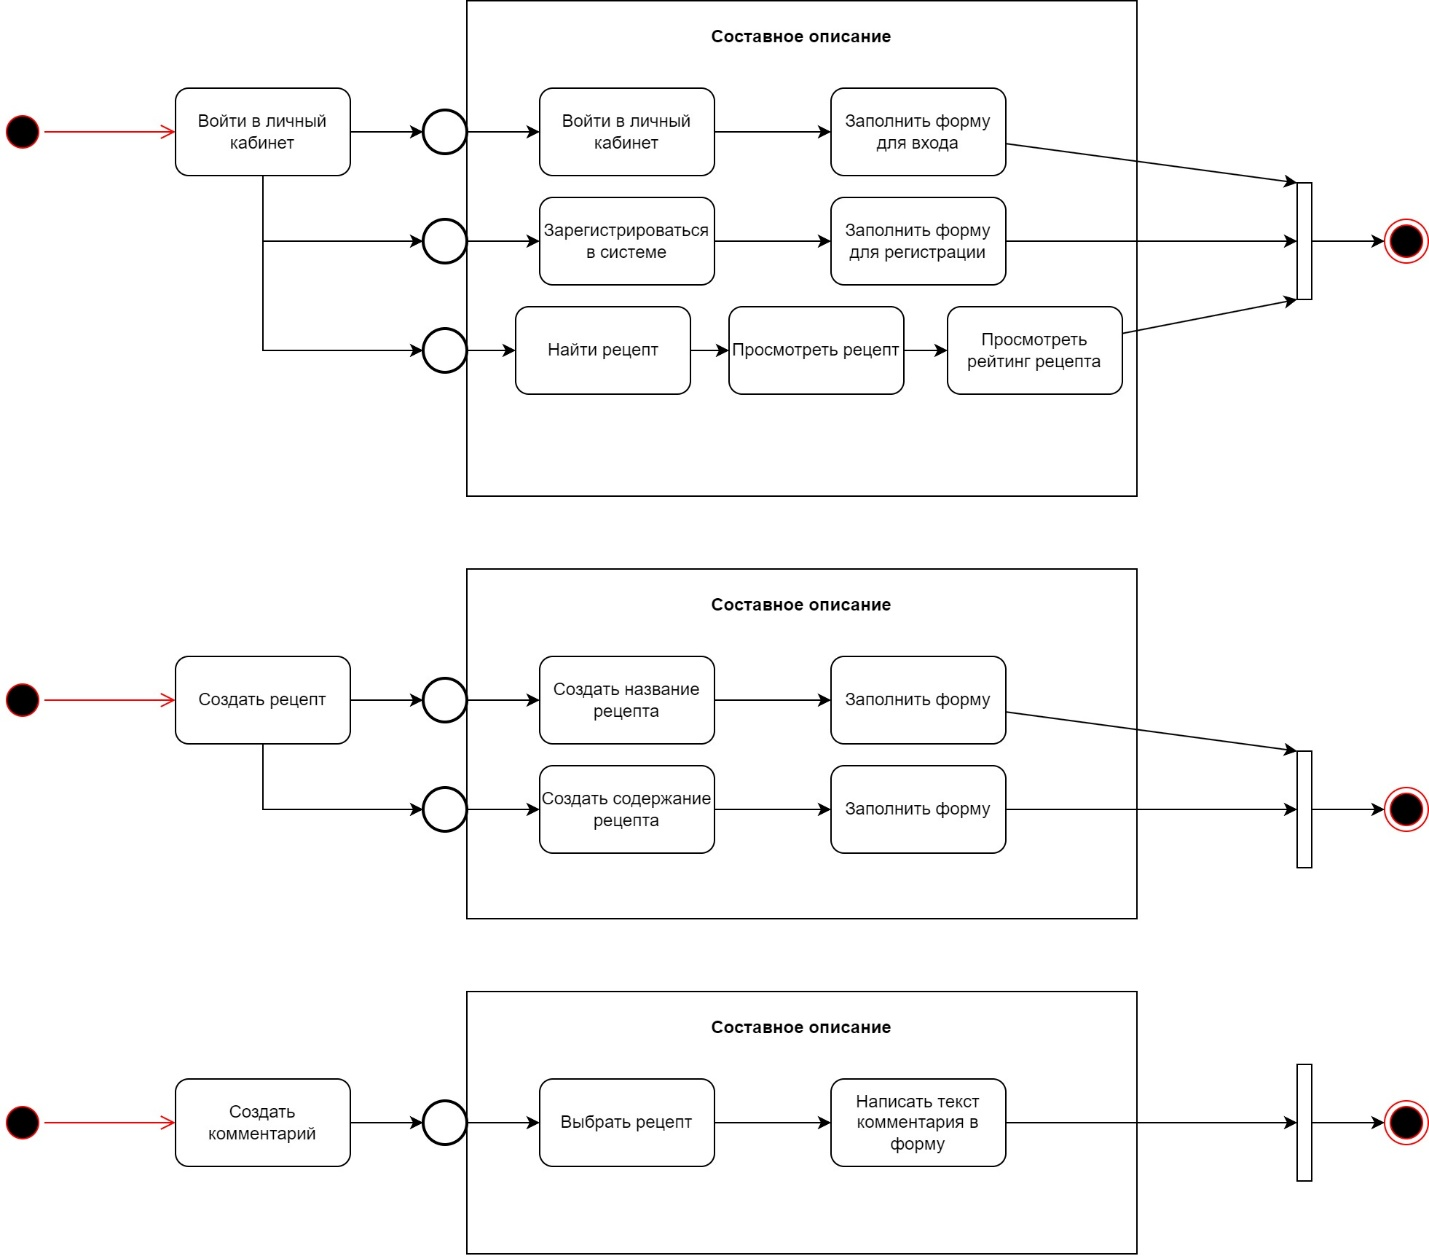 Составное описание
Войти в личный
кабинет
Войти в личный
кабинет
Заполнить форму
для входа
Зарегистрироваться
в системе
Заполнить форму
для регистрации
Найти рецепт
Просмотреть рецепт
Просмотреть
рейтинг рецепта
Составное описание
Создать рецепт
Создать название
рецепта
Заполнить форму
Создать содержание
рецепта
Заполнить форму
Составное описание
Создать
комментарий
Выбрать рецепт
Написать текст
комментария в
форму